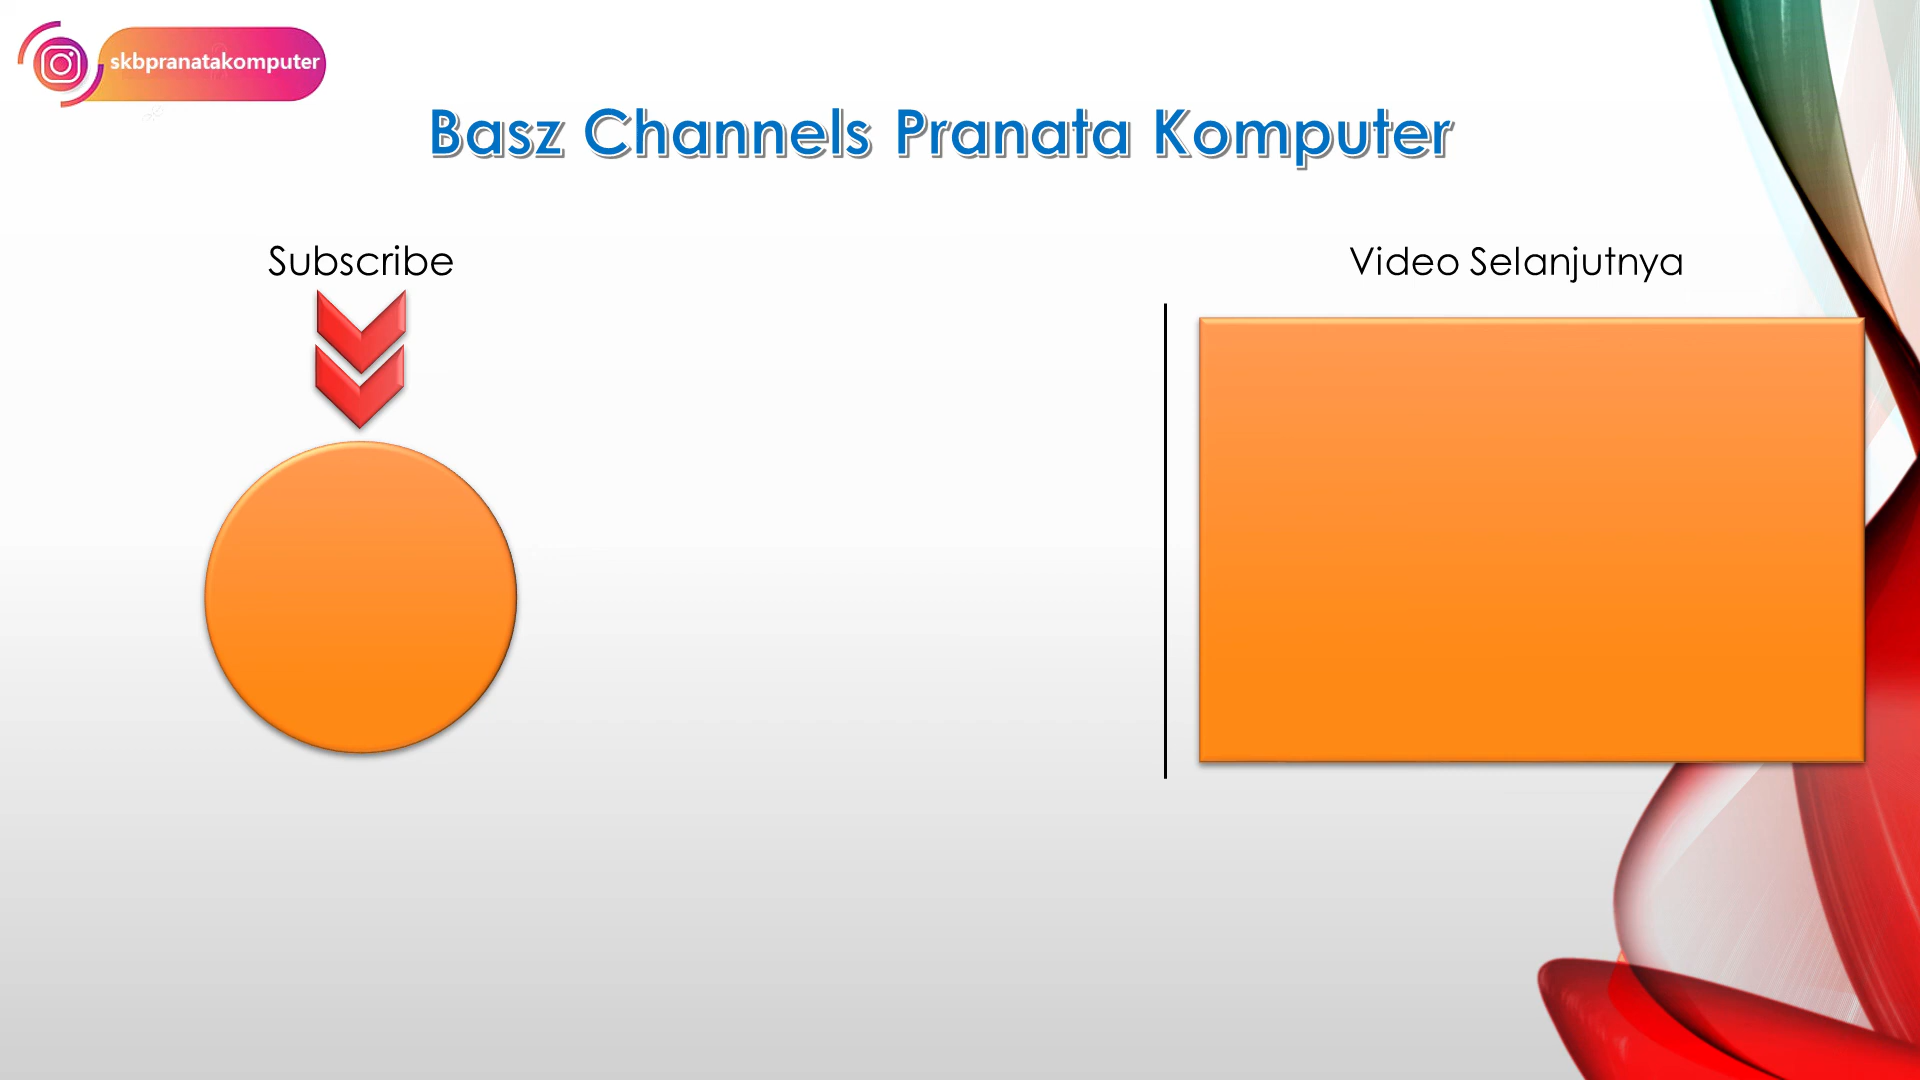 skbpranatakomputer
Basz Channels Pranata Komputer
Subscribe
Video Selanjutnya